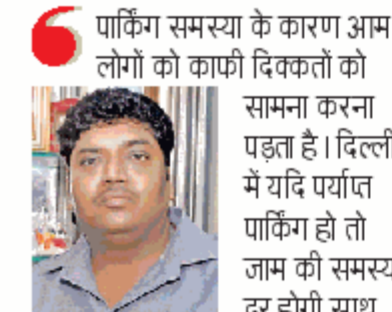 पार्किंग समस्या के कारण आम
लोगों को काफी दिक्कतों को
सामना करना
पड़ता है। दिल्ली
में यदि पर्याप्त
पार्किंग हो तो
जाम की समस्या
दूर होगी साथ